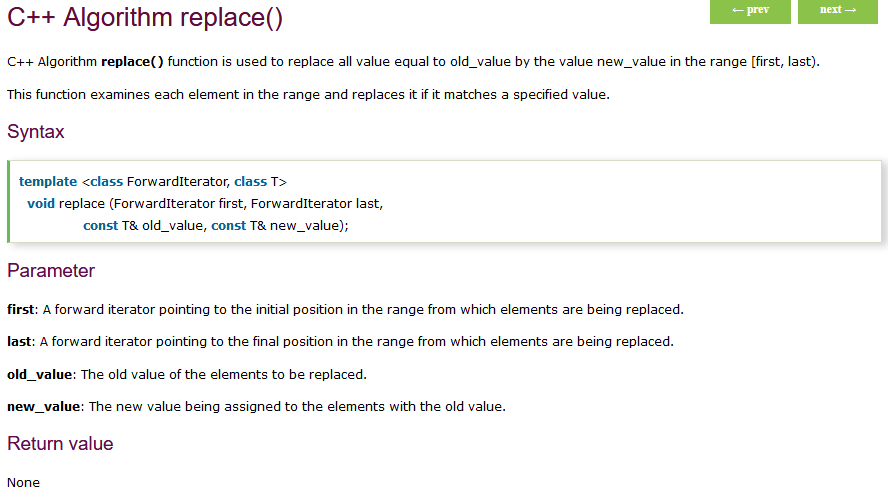 C++ Algorithm replace()
← prev
next →
C++ Algorithm replace() function is used to replace all value equal to old_value by the value new_value in the range [first, last).
This function examines each element in the range and replaces it if it matches a specified value.
Syntax
template <class ForwardIterator, class T>
void replace (ForwardIterator first, ForwardIterator last,
const T& old_value, const T& new_value);
Parameter
first: A forward iterator pointing to the initial position in the range from which elements are being replaced.
last: A forward iterator pointing to the final position in the range from which elements are being replaced.
old_value: The old value of the elements to be replaced.
new_value: The new value being assigned to the elements with the old value.
Return value
None